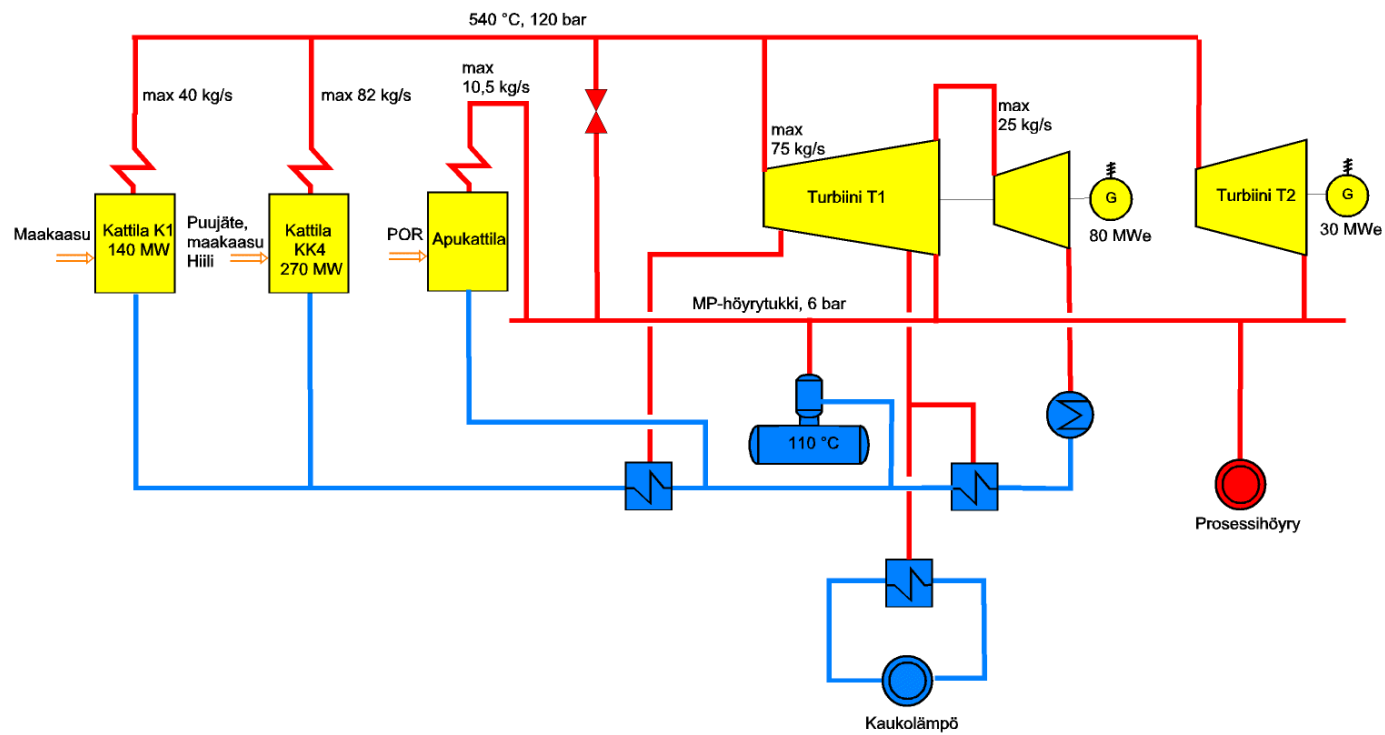 540 °C, 120 bar
max 40 kg/s
max 82 kg/s
max
10,5 kg/s
max
75 kg/s
max
25 kg/s
Maakaasu
Kattila K1
140 MW
Puujäte,
maakaasu
Hiili
Kattila
KK4
270 MW
POR
Apukattila
Turbiini T1
G
80 MWe
Turbiini T2
G
30 MWe
MP-höyrytukki, 6 bar
110 °C
Prosessihöyry
Kaukolämpö